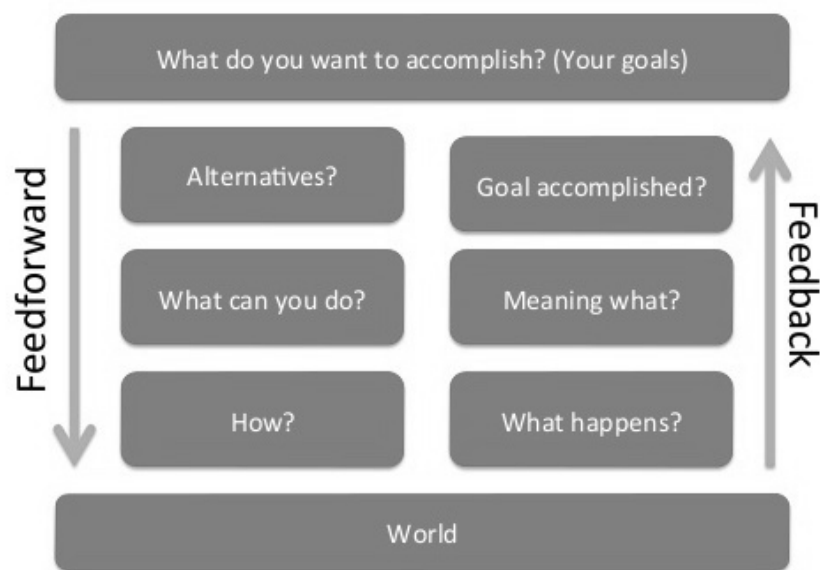 What do you want to accomplish? (Your goals)
Feedforward
Alternatives?
What can you do?
How?
Goal accomplished?
Meaning what?
What happens?
Feedback
World